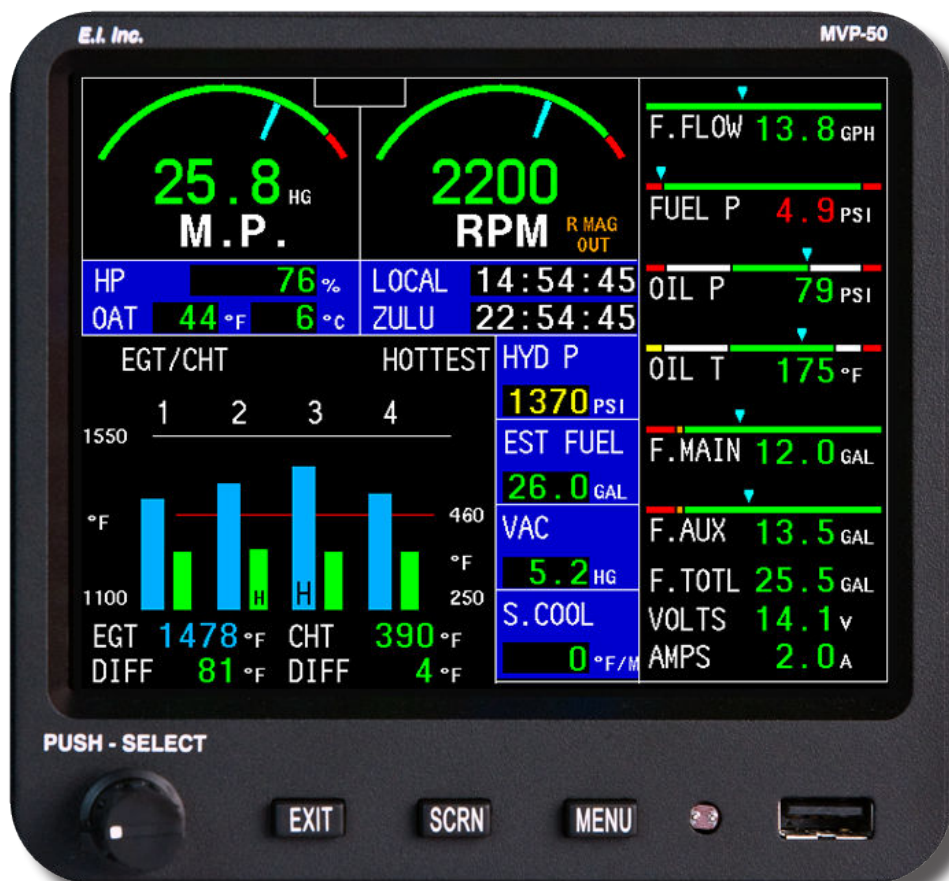 E.I. Inc. MVP-50
25.8 HG
M.P.
2200
RPM R MAG OUT
HP 76 %
OAT 44 °F 6 °C
LOCAL 14:54:45
ZULU 22:54:45
EGT/CHT HOTTEST
1 2 3 4
1550
460
°F
°F
1100 H H 250
EGT 1478 °F CHT 390 °F
DIFF 81 °F DIFF 4 °F
HYD P
1370 PSI
EST FUEL
26.0 GAL
VAC
5.2 HG
S.COOL
0 °F/M
F.FLOW 13.8 GPH
FUEL P 4.9 PSI
OIL P 79 PSI
OIL T 175 °F
F.MAIN 12.0 GAL
F.AUX 13.5 GAL
F.TOTL 25.5 GAL
VOLTS 14.1 V
AMPS 2.0 A
PUSH - SELECT
EXIT SCRN MENU